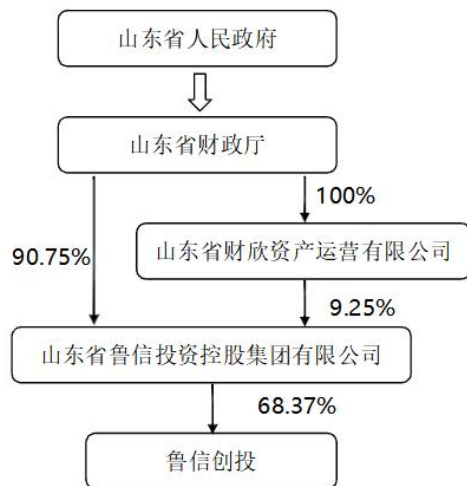 山东省人民政府
山东省财政厅
100%
山东省财欣资产运营有限公司
90.75%
9.25%
山东省鲁信投资控股集团有限公司
68.37%
鲁信创投